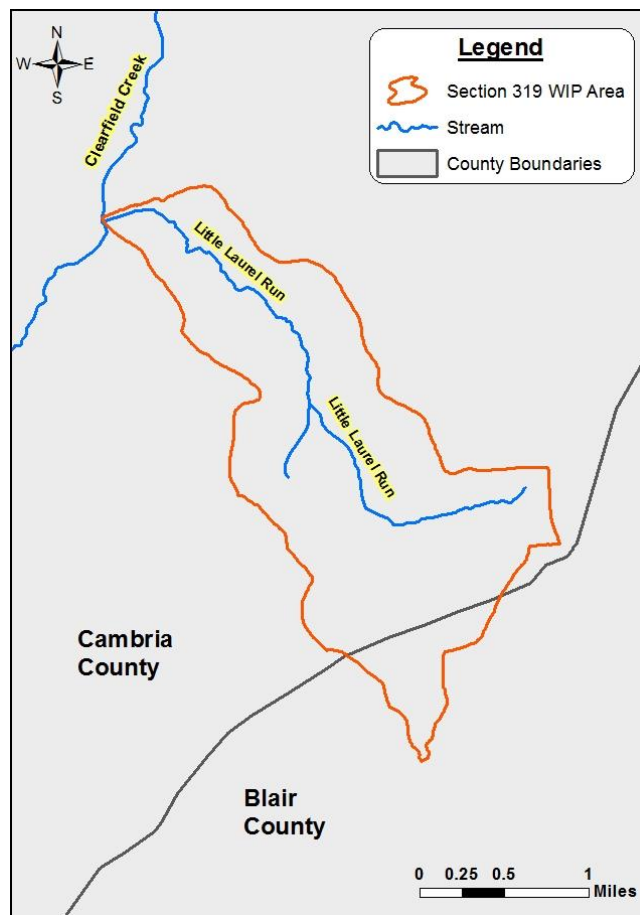 N
W E
S
Clearfield Creek
Legend
Section 319 WIP Area
Stream
County Boundaries
Little Laurel Run
Little Laurel Run
Cambria
County
Blair
County
0 0.25 0.5 1
Miles